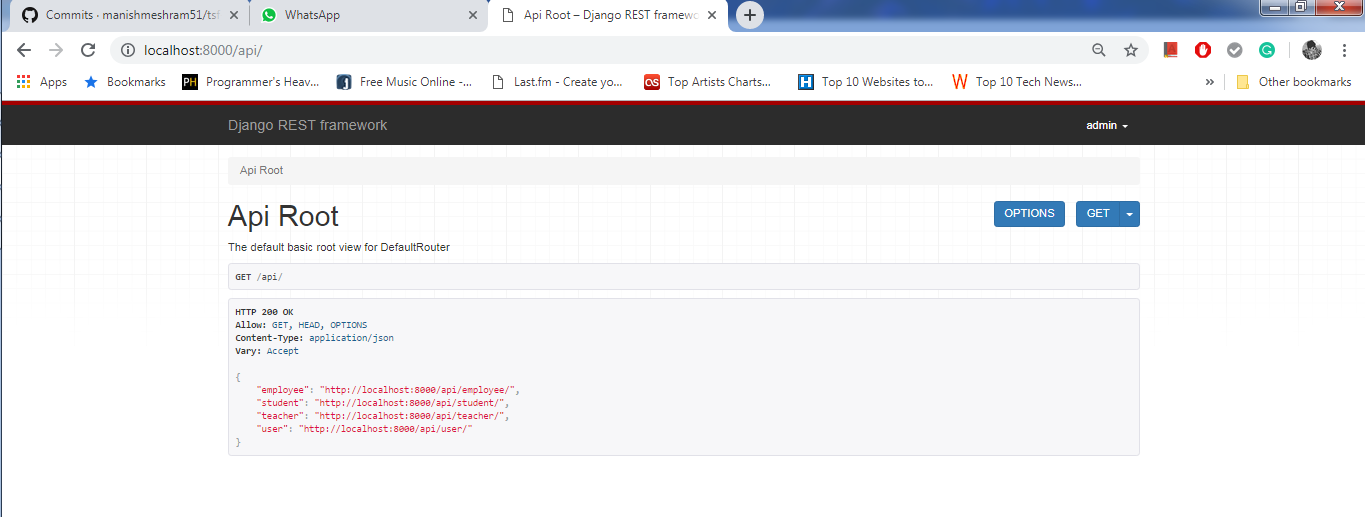 Commits · manishmeshram51/tsf
WhatsApp
Api Root – Django REST framewo
localhost:8000/api/
Apps
Bookmarks
PH
Programmer's Heav...
Free Music Online -...
Last.fm - Create yo...
Top Artists Charts...
H
Top 10 Websites to...
W
Top 10 Tech News...
»
Other bookmarks
Django REST framework
admin
Api Root
Api Root
OPTIONS
GET
The default basic root view for DefaultRouter
GET /api/
HTTP 200 OK
Allow: GET, HEAD, OPTIONS
Content-Type: application/json
Vary: Accept
{
"employee": "http://localhost:8000/api/employee/",
"student": "http://localhost:8000/api/student/",
"teacher": "http://localhost:8000/api/teacher/",
"user": "http://localhost:8000/api/user/"
}